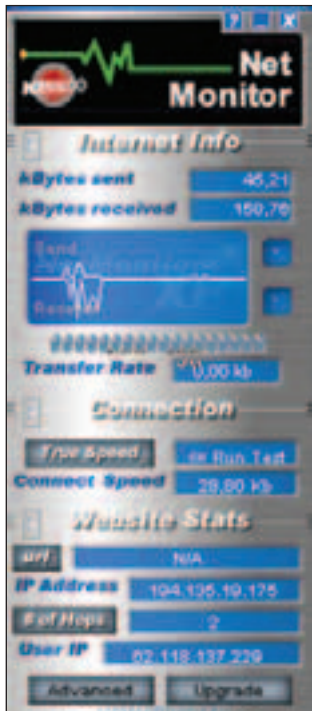 ? _ X
Net
Monitor
Internet Info
kBytes sent 45,21
kBytes received 150,76
Send
Receive
Transfer Rate 0,00 kb
Connection
True Speed Run Test
Connect Speed 28,80 kb
Website Stats
url N/A
IP Address 194.135.19.175
# of Hops 2
User IP 62.118.137.229
Advanced Upgrade